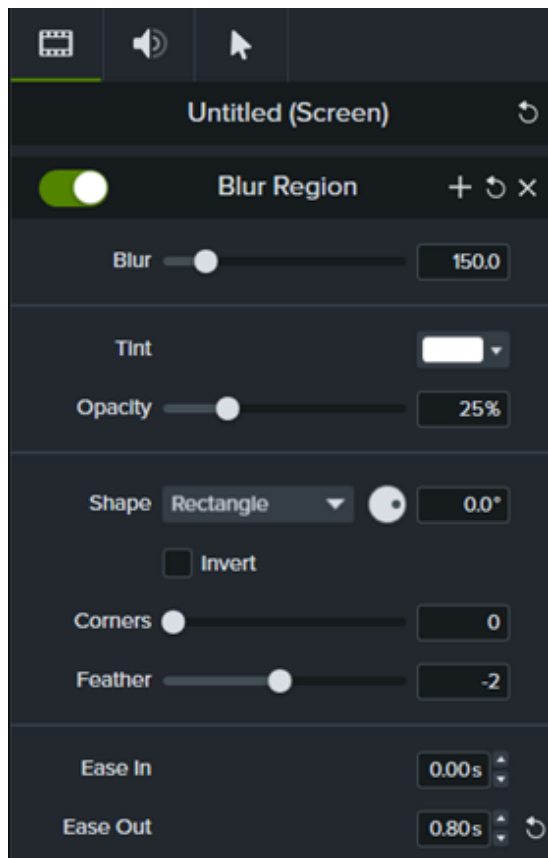 Untitled (Screen)
Blur Region
Blur 150.0
Tint
Opacity 25%
Shape Rectangle 0.0°
Invert
Corners 0
Feather -2
Ease In 0.00s
Ease Out 0.80s